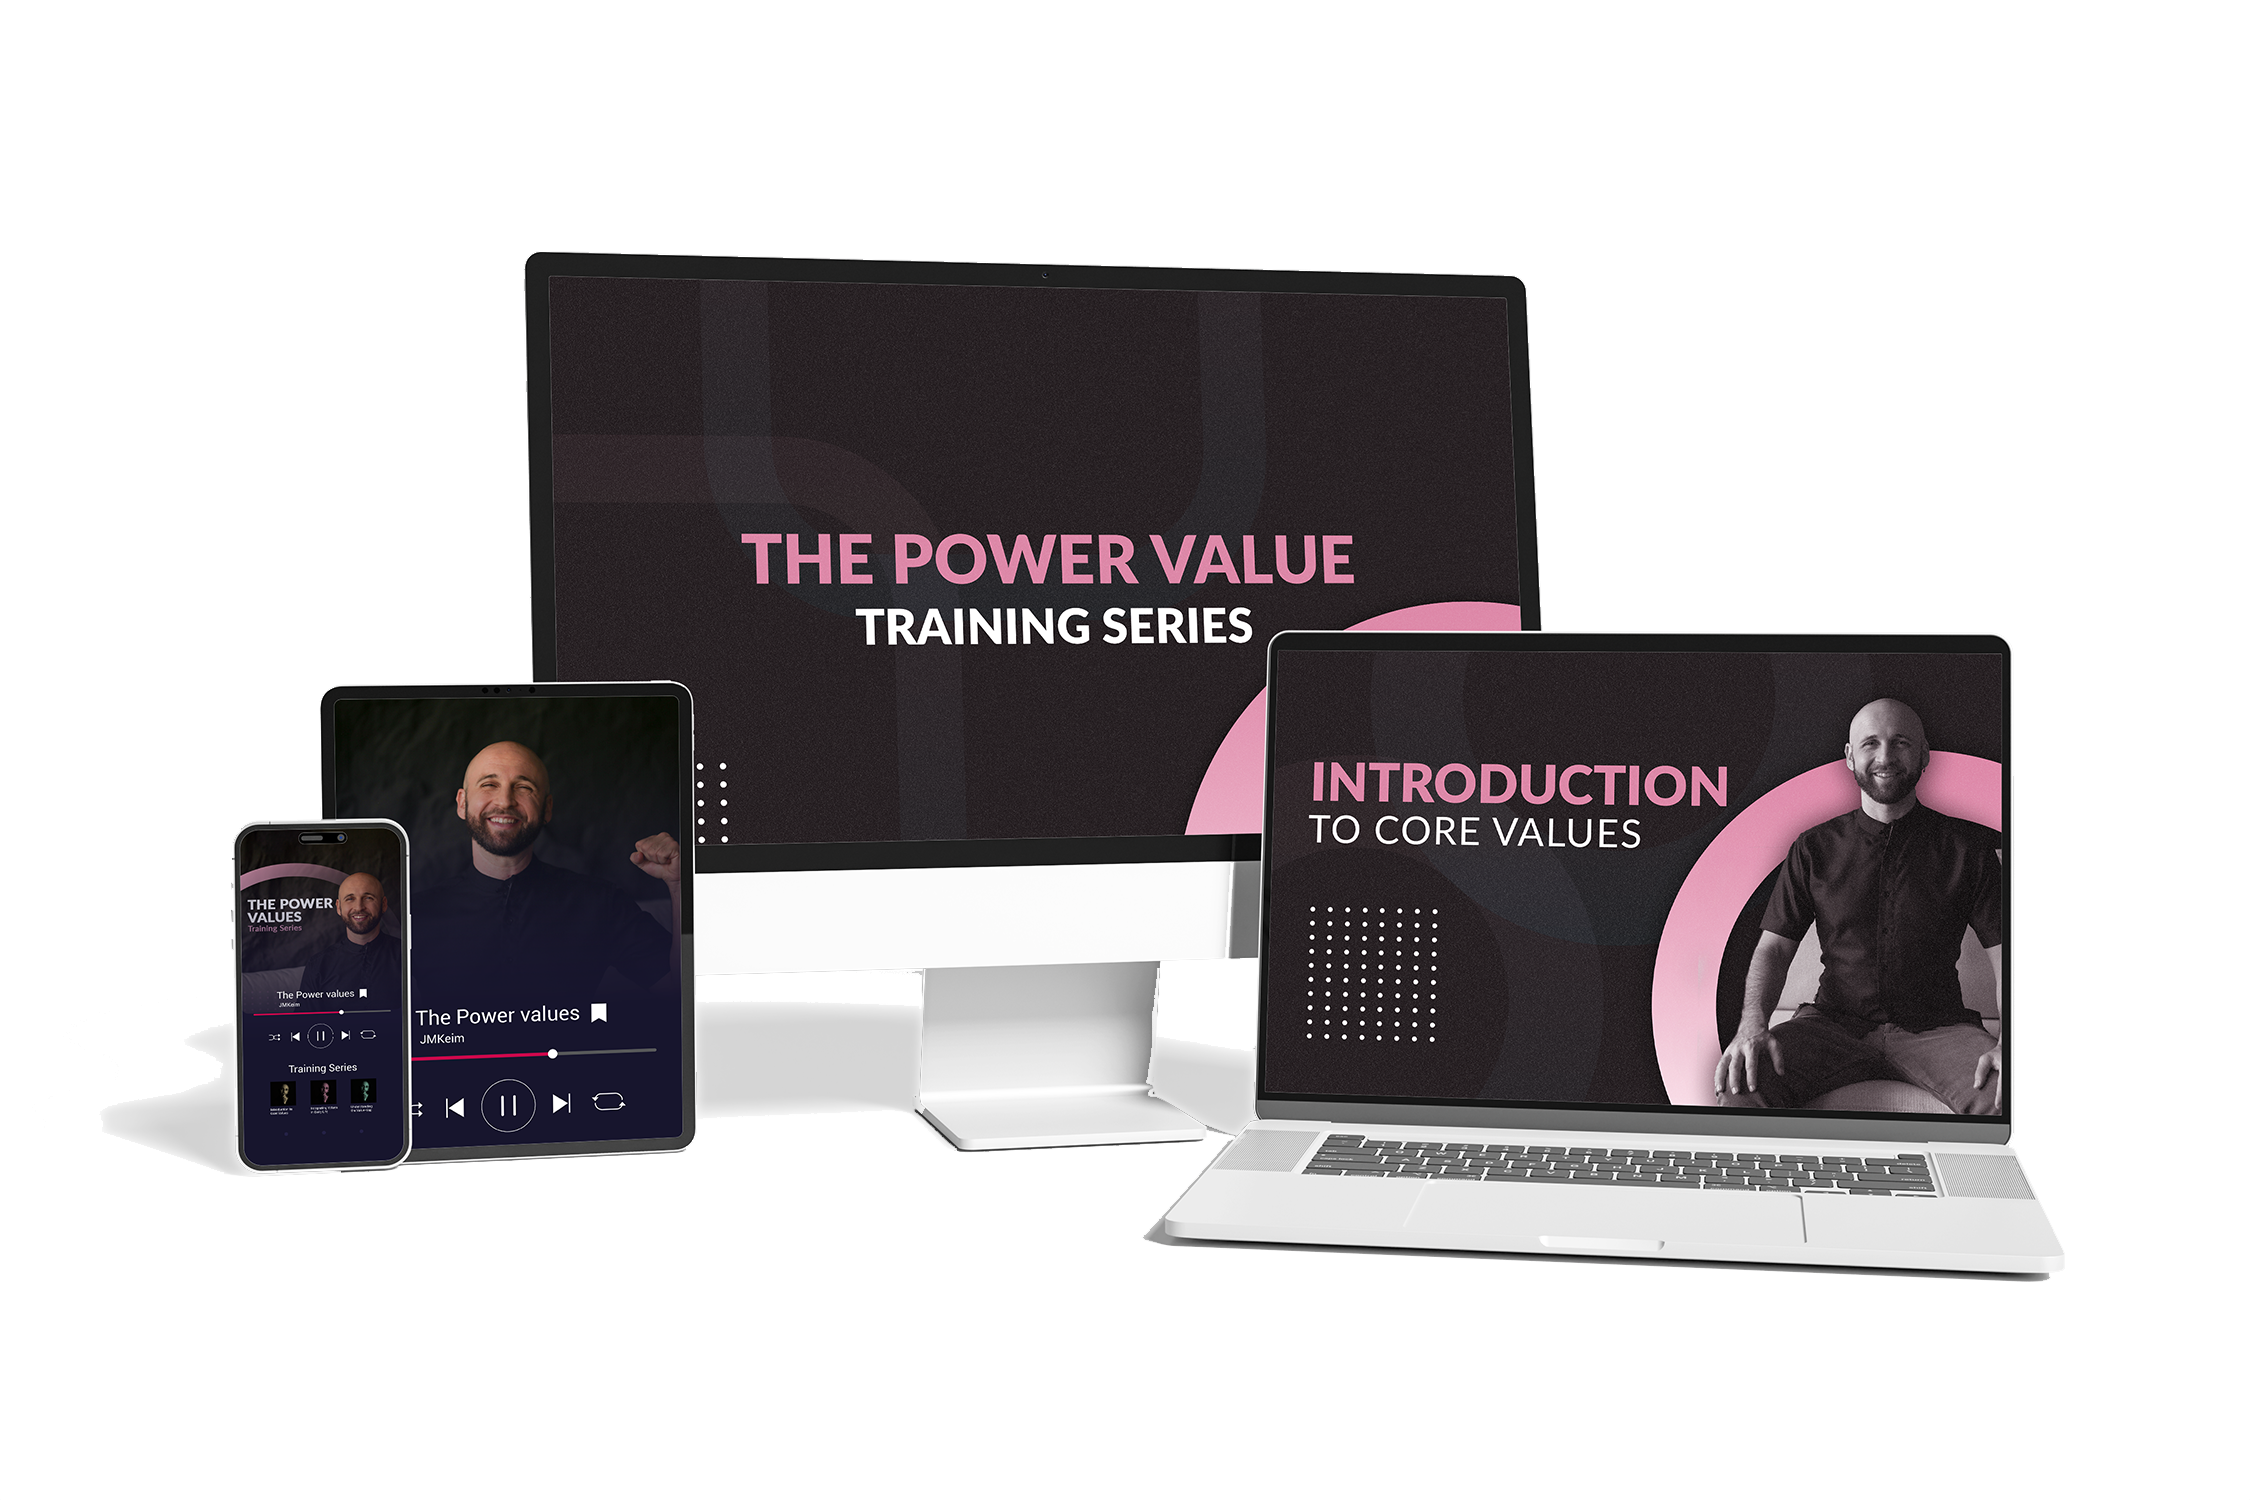 THE POWER VALUE
TRAINING SERIES
INTRODUCTION
TO CORE VALUES
The Power values
JMKeim
THE POWER
VALUES
Training Series
The Power values
JMKeim
Training Series